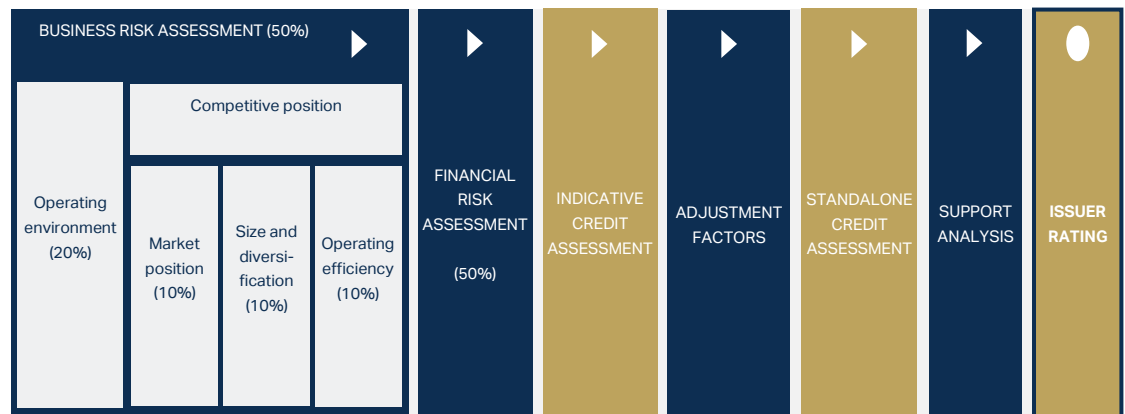 BUSINESS RISK ASSESSMENT (50%)
Competitive position
Operating
environment
(20%)
Market
position
(10%)
Size and
diversi-
fication
(10%)
Operating
efficiency
(10%)
FINANCIAL
RISK
ASSESSMENT
(50%)
INDICATIVE
CREDIT
ASSESSMENT
ADJUSTMENT
FACTORS
STANDALONE
CREDIT
ASSESSMENT
SUPPORT
ANALYSIS
ISSUER
RATING